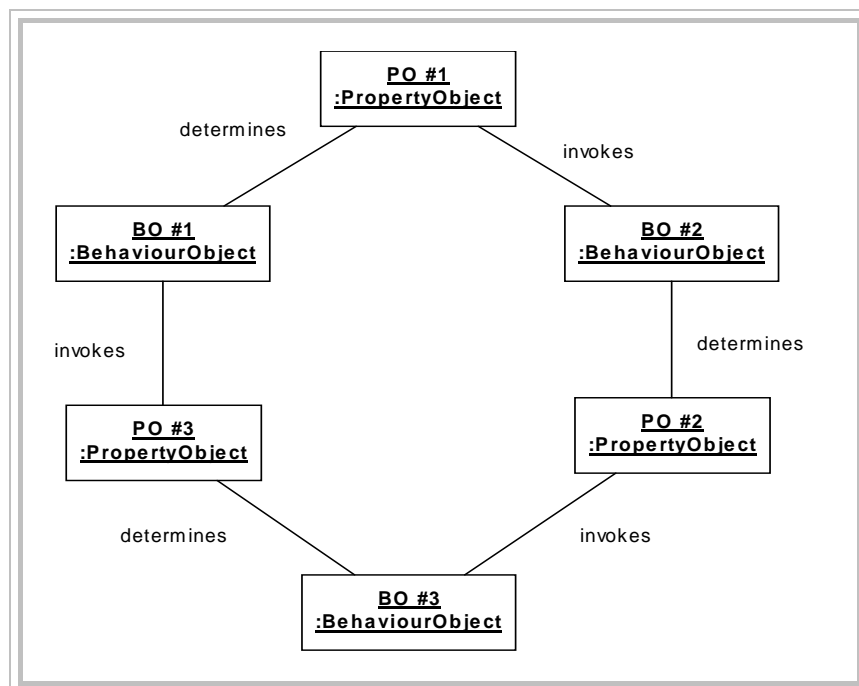 PO #1
:PropertyObject
determines
invokes
BO #1
:BehaviourObject
BO #2
:BehaviourObject
invokes
determines
PO #3
:PropertyObject
PO #2
:PropertyObject
determines
invokes
BO #3
:BehaviourObject